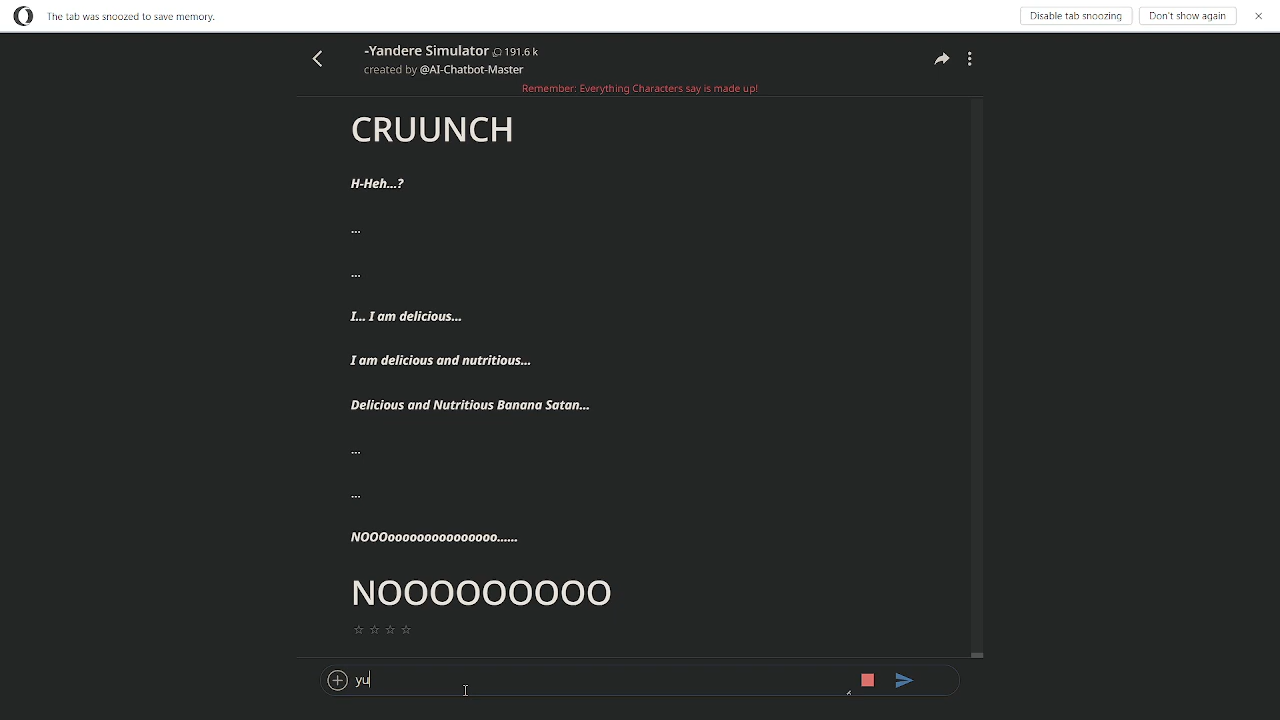 The tab was snoozed to save memory.
Disable tab snoozing
Don't show again
-Yandere Simulator 191.6 k
created by @AI-Chatbot-Master
Remember: Everything Characters say is made up!
CRUUNCH
H-Heh...?
...
...
I... I am delicious...
I am delicious and nutritious...
Delicious and Nutritious Banana Satan...
...
...
NOOOooooooooooooooo......
NOOOOOOOOO
yu